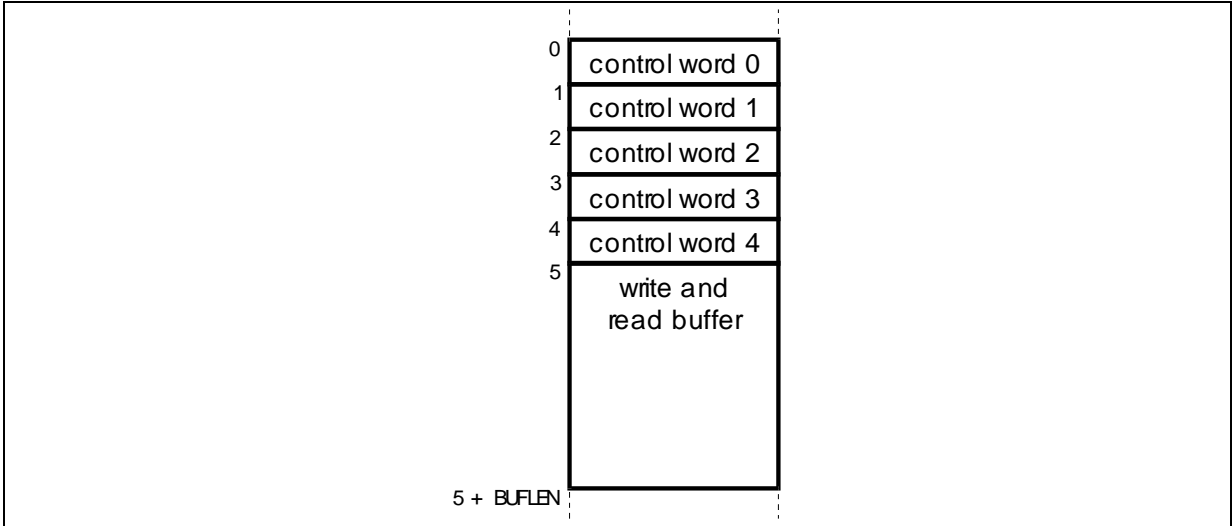 0
control word 0
1
control word 1
2
control word 2
3
control word 3
4
control word 4
5
write and
read buffer
5 + BUFLEN